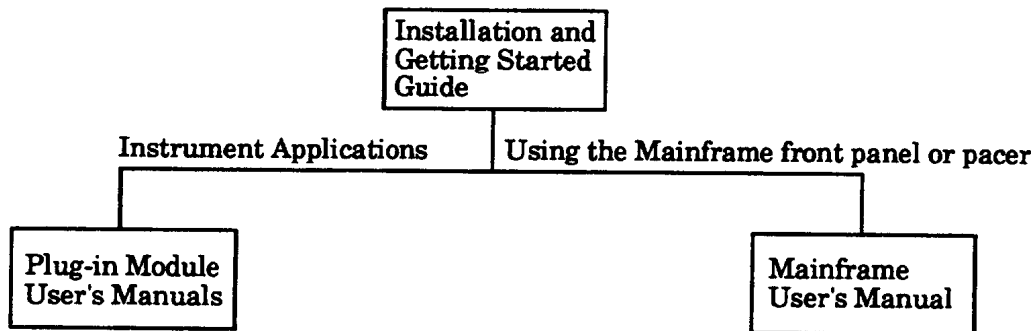 Installation and
Getting Started
Guide
Instrument Applications
Using the Mainframe front panel or pacer
Plug-in Module
User's Manuals
Mainframe
User's Manual